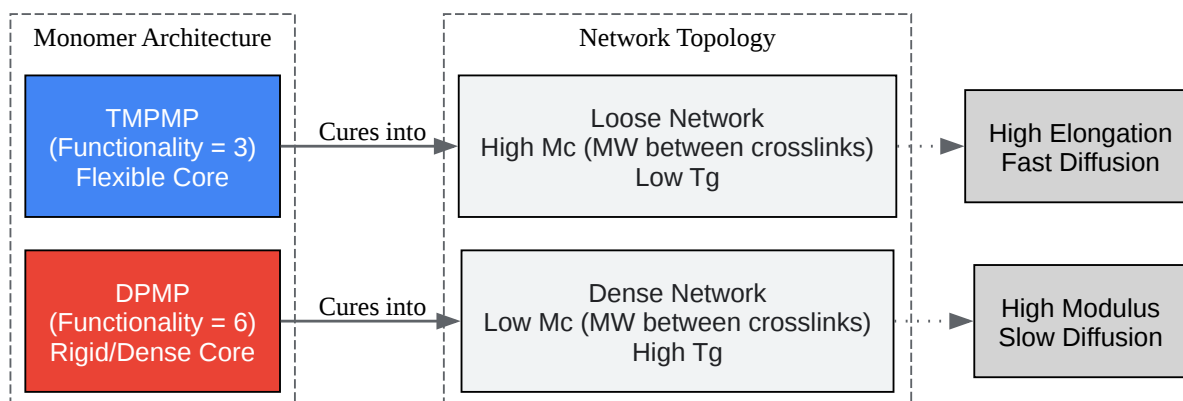 Monomer Architecture
Network Topology
TMPMP
(Functionality = 3)
Flexible Core
Cures into
Loose Network
High Mc (MW between crosslinks)
Low Tg
High Elongation
Fast Diffusion
DPMP
(Functionality = 6)
Rigid/Dense Core
Cures into
Dense Network
Low Mc (MW between crosslinks)
High Tg
High Modulus
Slow Diffusion